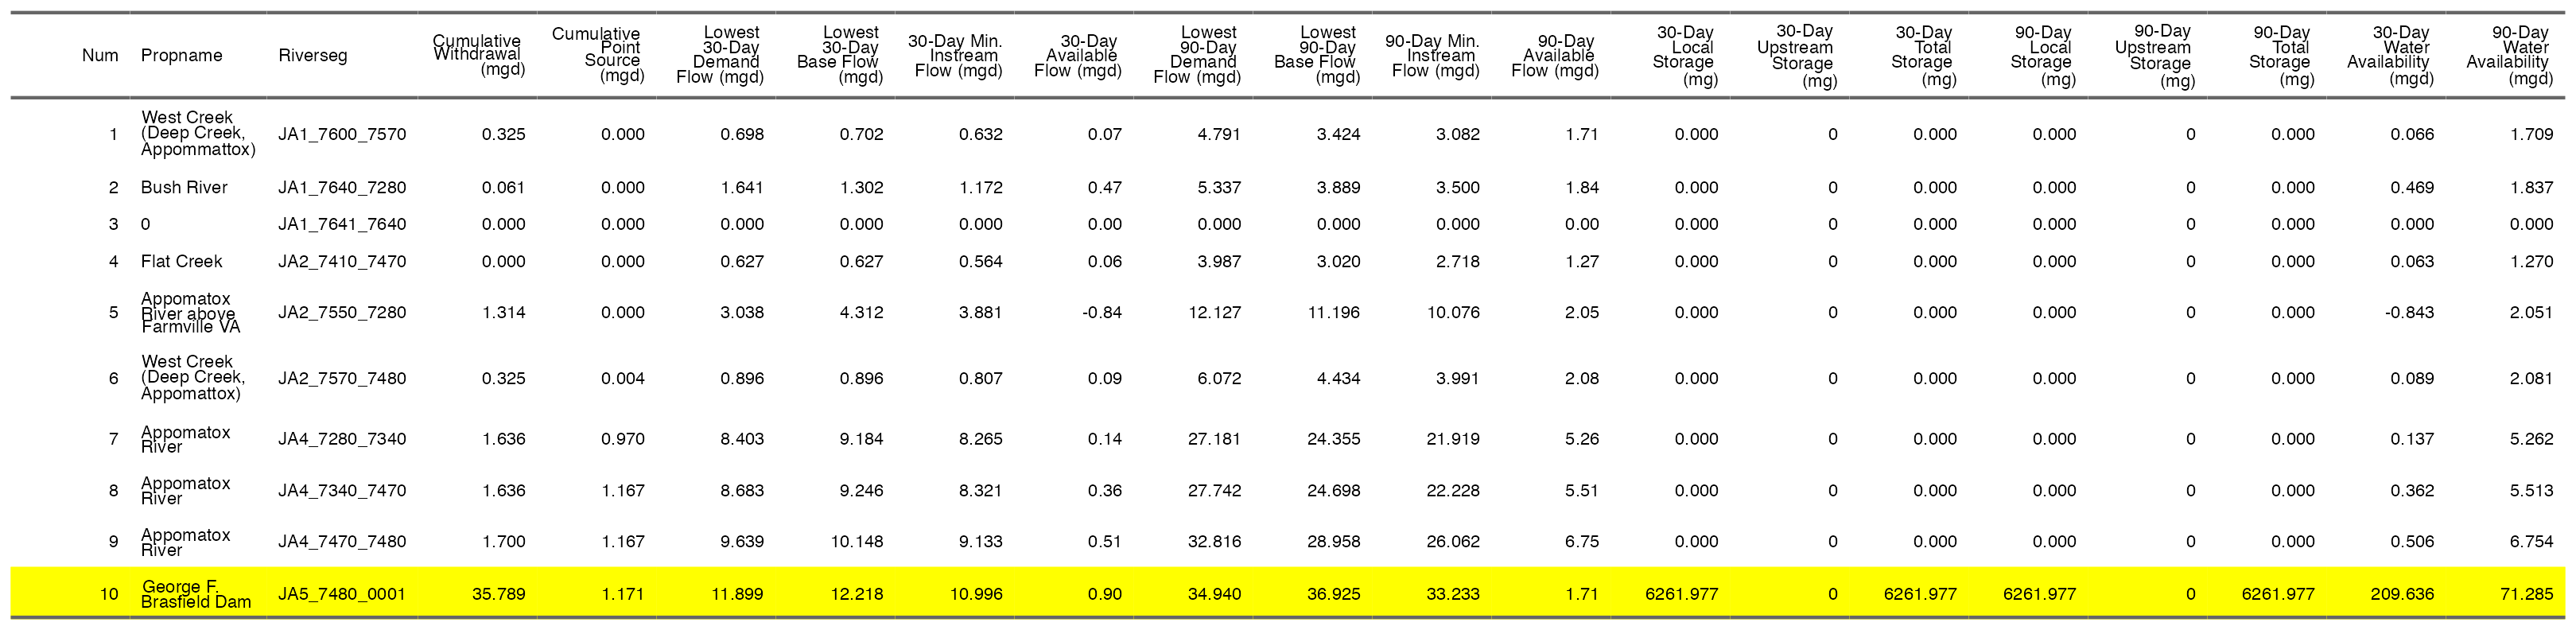 Num Propname Riverseg Cumulative Withdrawal (mgd) Cumulative Point Source (mgd) Lowest 30-Day Demand Flow (mgd) Lowest 30-Day Base Flow (mgd) 30-Day Min. Instream Flow (mgd) 30-Day Available Flow (mgd) Lowest 90-Day Demand Flow (mgd) Lowest 90-Day Base Flow (mgd) 90-Day Min. Instream Flow (mgd) 90-Day Available Flow (mgd) 30-Day Local Storage (mg) 30-Day Upstream Storage (mg) 30-Day Total Storage (mg) 90-Day Local Storage (mg) 90-Day Upstream Storage (mg) 90-Day Total Storage (mg) 30-Day Water Availability (mgd) 90-Day Water Availability (mgd)
1 West Creek (Deep Creek, Appommattox) JA1_7600_7570 0.325 0.000 0.698 0.702 0.632 0.07 4.791 3.424 3.082 1.71 0.000 0 0.000 0.000 0 0.000 0.066 1.709
2 Bush River JA1_7640_7280 0.061 0.000 1.641 1.302 1.172 0.47 5.337 3.889 3.500 1.84 0.000 0 0.000 0.000 0 0.000 0.469 1.837
3 0 JA1_7641_7640 0.000 0.000 0.000 0.000 0.000 0.00 0.000 0.000 0.000 0.00 0.000 0 0.000 0.000 0 0.000 0.000 0.000
4 Flat Creek JA2_7410_7470 0.000 0.000 0.627 0.627 0.564 0.06 3.987 3.020 2.718 1.27 0.000 0 0.000 0.000 0 0.000 0.063 1.270
5 Appomatox River above Farmville VA JA2_7550_7280 1.314 0.000 3.038 4.312 3.881 -0.84 12.127 11.196 10.076 2.05 0.000 0 0.000 0.000 0 0.000 -0.843 2.051
6 West Creek (Deep Creek, Appomattox) JA2_7570_7480 0.325 0.004 0.896 0.896 0.807 0.09 6.072 4.434 3.991 2.08 0.000 0 0.000 0.000 0 0.000 0.089 2.081
7 Appomatox River JA4_7280_7340 1.636 0.970 8.403 9.184 8.265 0.14 27.181 24.355 21.919 5.26 0.000 0 0.000 0.000 0 0.000 0.137 5.262
8 Appomatox River JA4_7340_7470 1.636 1.167 8.683 9.246 8.321 0.36 27.742 24.698 22.228 5.51 0.000 0 0.000 0.000 0 0.000 0.362 5.513
9 Appomatox River JA4_7470_7480 1.700 1.167 9.639 10.148 9.133 0.51 32.816 28.958 26.062 6.75 0.000 0 0.000 0.000 0 0.000 0.506 6.754
10 George F. Brasfield Dam JA5_7480_0001 35.789 1.171 11.899 12.218 10.996 0.90 34.940 36.925 33.233 1.71 6261.977 0 6261.977 6261.977 0 6261.977 209.636 71.285